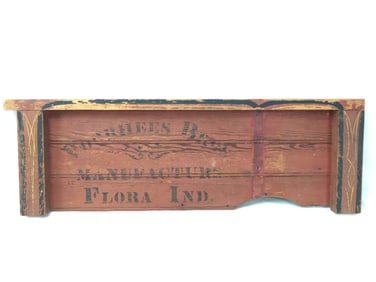 VOORHEES BROS.
MANUFACTUR
FLORA IND.